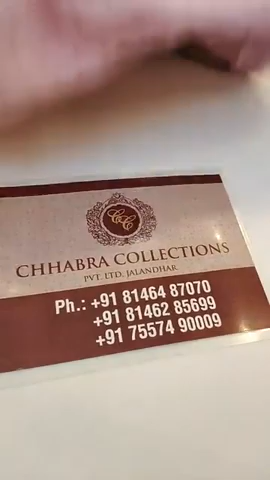 CC
CHHABRA COLLECTIONS
PVT. LTD. JALANDHAR
Ph.: +91 81464 87070
+91 81462 85699
+91 75574 90009